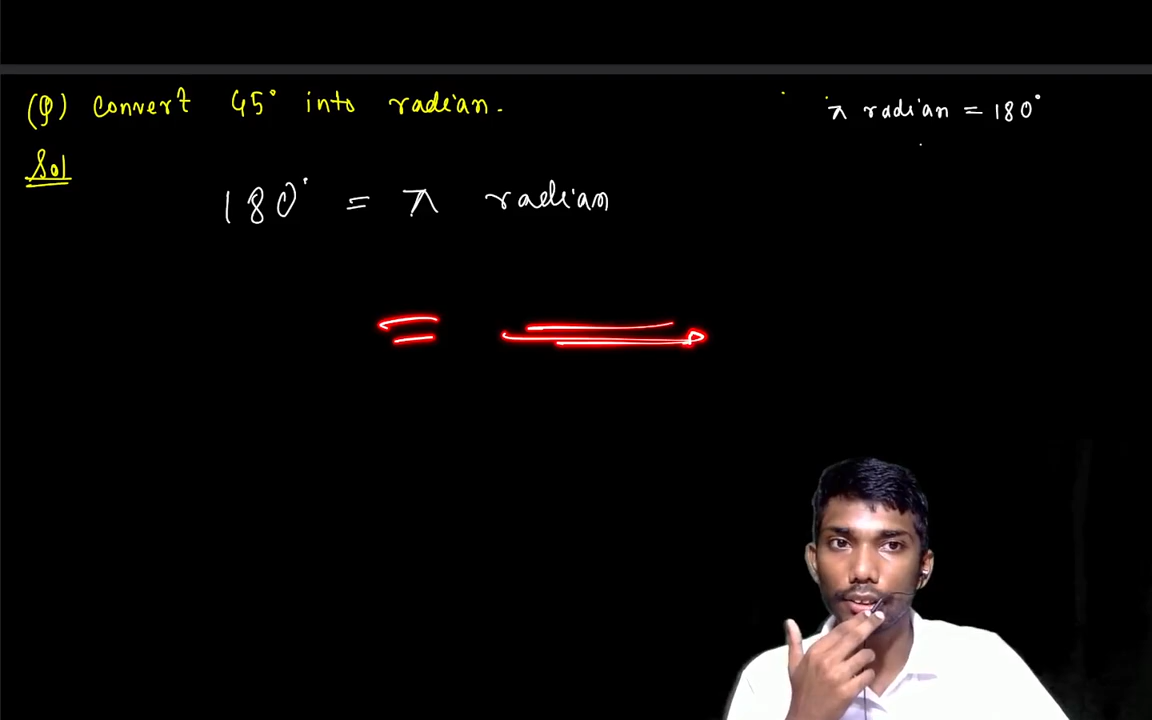 (Q) Convert 45° into radian.
π radian = 180°
Sol
180° = π radian
=